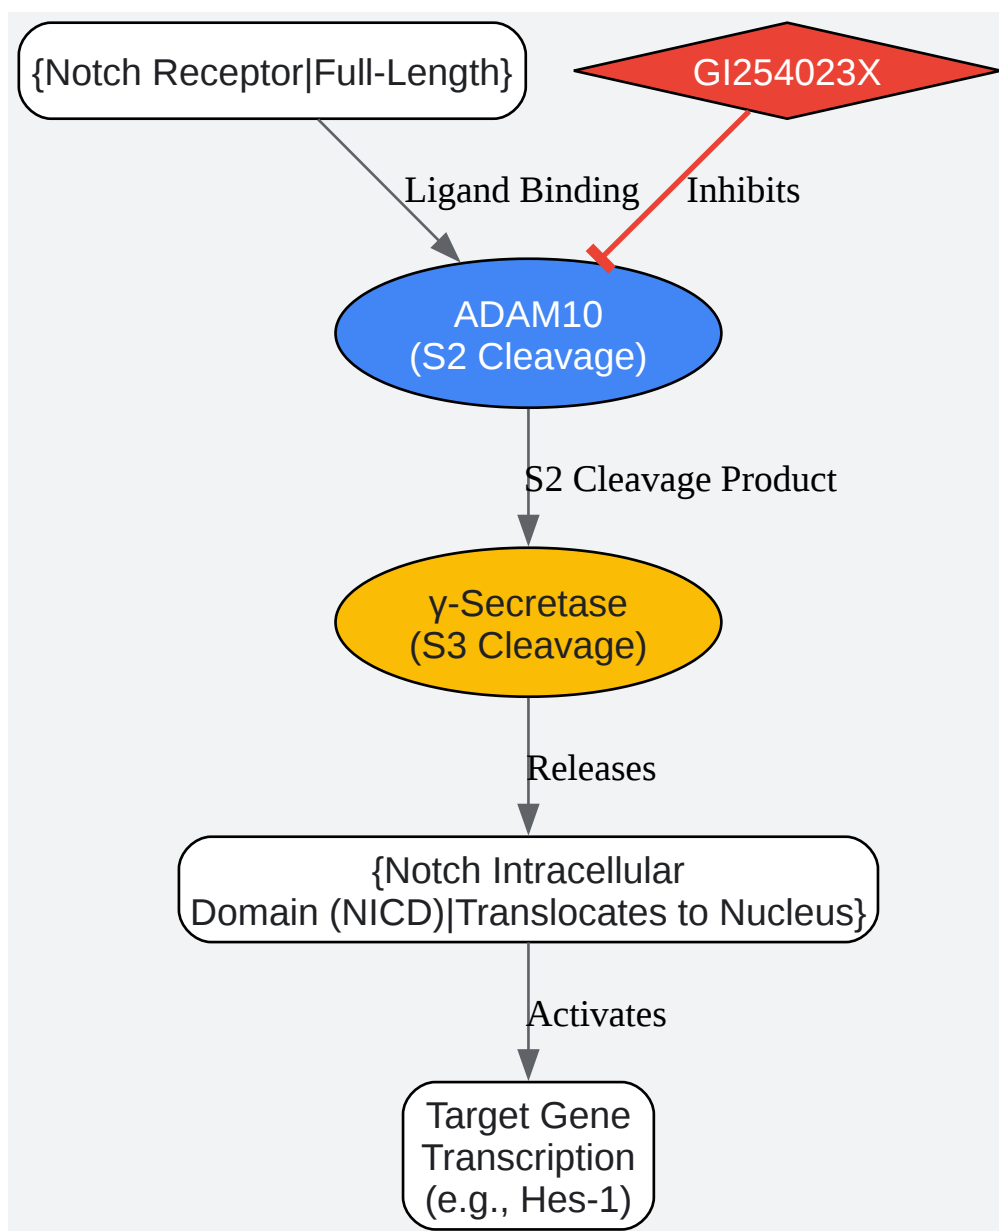 {Notch Receptor|Full-Length}
GI254023X
Ligand Binding
Inhibits
ADAM10
(S2 Cleavage)
S2 Cleavage Product
γ-Secretase
(S3 Cleavage)
Releases
{Notch Intracellular
Domain (NICD)|Translocates to Nucleus}
Activates
Target Gene
Transcription
(e.g., Hes-1)